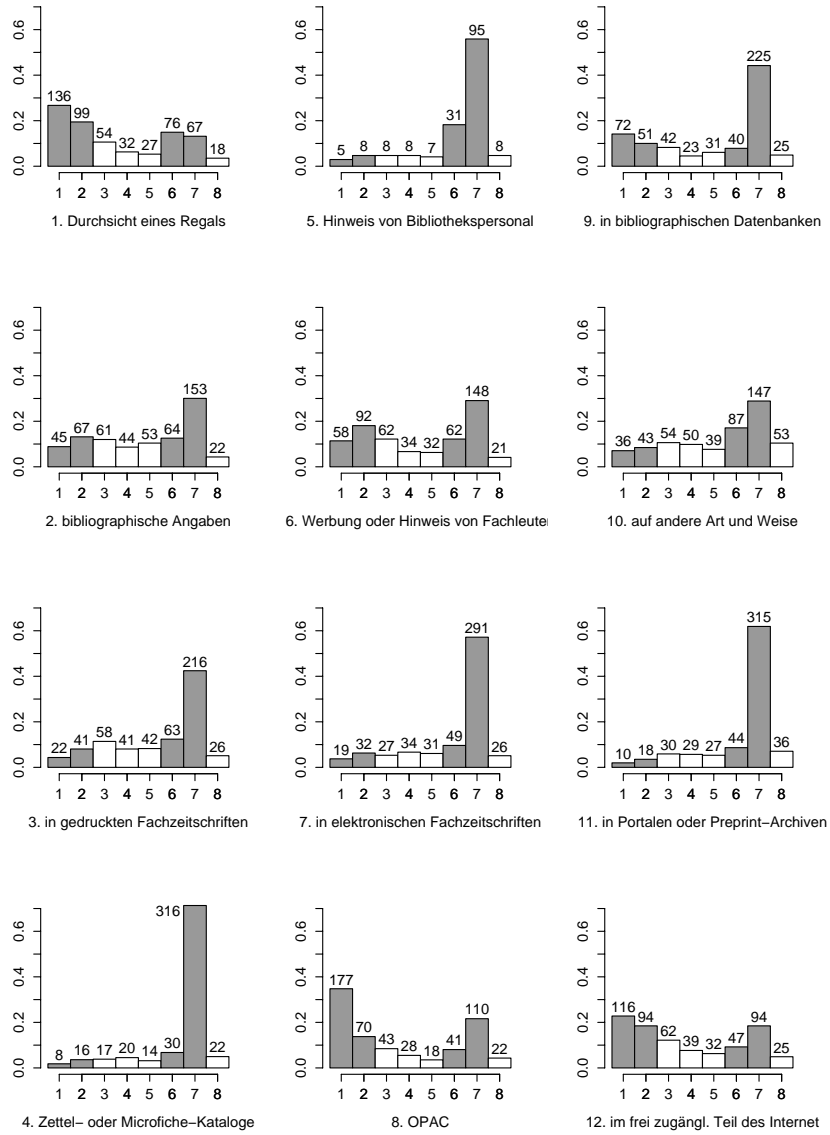 0.0 0.2 0.4 0.6
136 99 54 32 27 76 67 18
1 2 3 4 5 6 7 8
1. Durchsicht eines Regals
0.0 0.2 0.4 0.6
5 8 8 8 7 31 95 8
1 2 3 4 5 6 7 8
5. Hinweis von Bibliothekspersonal
0.0 0.2 0.4 0.6
72 51 42 23 31 40 225 25
1 2 3 4 5 6 7 8
9. in bibliographischen Datenbanken
0.0 0.2 0.4 0.6
45 67 61 44 53 64 153 22
1 2 3 4 5 6 7 8
2. bibliographische Angaben
0.0 0.2 0.4 0.6
58 92 62 34 32 62 148 21
1 2 3 4 5 6 7 8
6. Werbung oder Hinweis von Fachleute
0.0 0.2 0.4 0.6
36 43 54 50 39 87 147 53
1 2 3 4 5 6 7 8
10. auf andere Art und Weise
0.0 0.2 0.4 0.6
22 41 58 41 42 63 216 26
1 2 3 4 5 6 7 8
3. in gedruckten Fachzeitschriften
0.0 0.2 0.4 0.6
19 32 27 34 31 49 291 26
1 2 3 4 5 6 7 8
7. in elektronischen Fachzeitschriften
0.0 0.2 0.4 0.6
10 18 30 29 27 44 315 36
1 2 3 4 5 6 7 8
11. in Portalen oder Preprint−Archiven
0.0 0.2 0.4 0.6
8 16 17 20 14 30 316 22
1 2 3 4 5 6 7 8
4. Zettel− oder Microfiche−Kataloge
0.0 0.2 0.4 0.6
177 70 43 28 18 41 110 22
1 2 3 4 5 6 7 8
8. OPAC
0.0 0.2 0.4 0.6
116 94 62 39 32 47 94 25
1 2 3 4 5 6 7 8
12. im frei zugängl. Teil des Internet